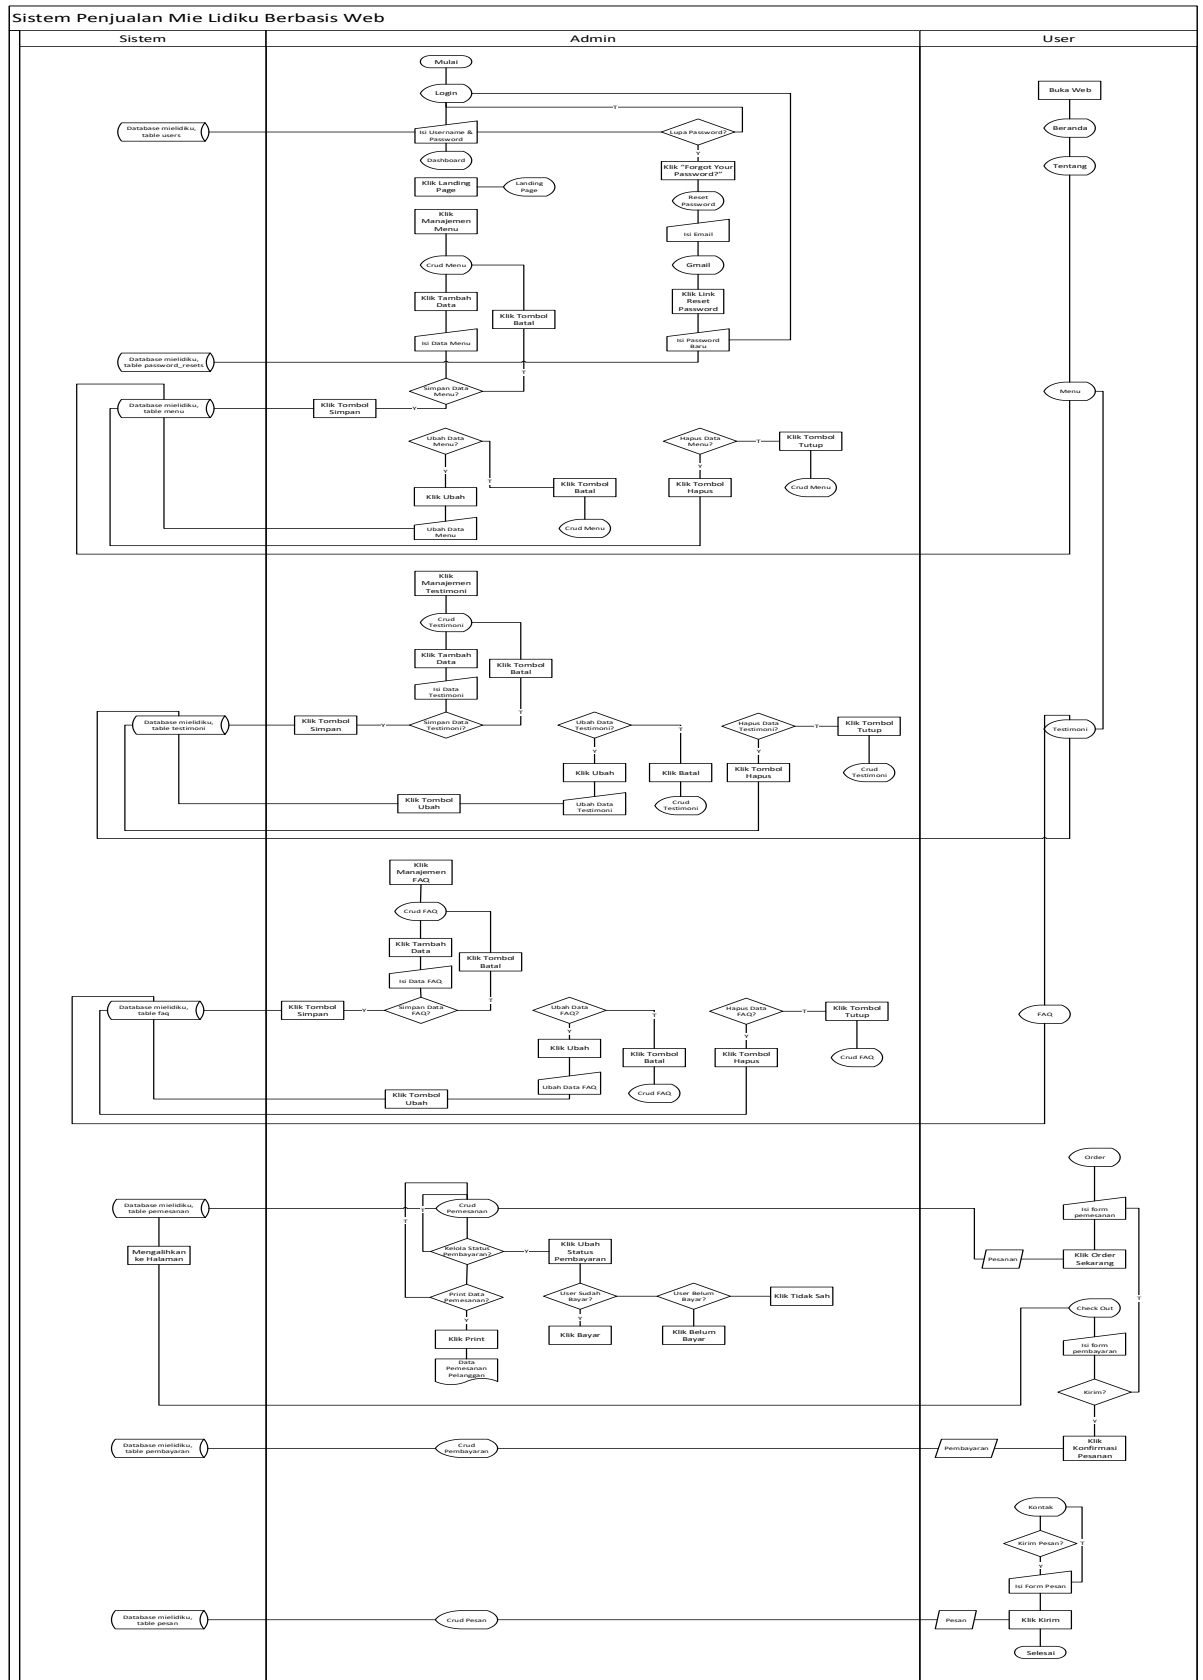 Sistem Penjualan Mie Lidiku Berbasis Web
Sistem
Admin
User
Mulai
Login
Buka Web
T
Database mielidiku,
table users
Isi Username &
Password
Lupa Password?
Beranda
Y
Dashboard
Klik "Forgot Your
Password?"
Tentang
Klik Landing
Page
Landing
Page
Reset
Password
Klik
Manajemen
Menu
Isi Email
Crud Menu
Gmail
Klik Tambah
Data
Klik Link
Reset
Password
Klik Tombol
Batal
Isi Data Menu
Isi Password
Baru
Database mielidiku,
table password_resets
T
Simpan Data
Menu?
Menu
Database mielidiku,
table menu
Klik Tombol
Simpan
Y
Ubah Data
Menu?
Hapus Data
Menu?
T
Klik Tombol
Tutup
Y
T
Y
Klik Ubah
Klik Tombol
Batal
Klik Tombol
Hapus
Crud Menu
Ubah Data
Menu
Crud Menu
Klik
Manajemen
Testimoni
Crud
Testimoni
Klik Tambah
Data
Klik Tombol
Batal
Isi Data
Testimoni
T
Database mielidiku,
table testimoni
Klik Tombol
Simpan
Y
Simpan Data
Testimoni?
Ubah Data
Testimoni?
T
Hapus Data
Testimoni?
T
Klik Tombol
Tutup
Testimoni
Y
Y
Klik Ubah
Klik Batal
Klik Tombol
Hapus
Crud
Testimoni
Klik Tombol
Ubah
Ubah Data
Testimoni
Crud
Testimoni
Klik
Manajemen
FAQ
Crud FAQ
Klik Tambah
Data
Klik Tombol
Batal
Isi Data FAQ
T
Database mielidiku,
table faq
Klik Tombol
Simpan
Y
Simpan Data
FAQ?
Ubah Data
FAQ?
T
Hapus Data
FAQ?
T
Klik Tombol
Tutup
FAQ
Y
Y
Klik Ubah
Klik Tombol
Batal
Klik Tombol
Hapus
Crud FAQ
Ubah Data FAQ
Crud FAQ
Klik Tombol
Ubah
Order
Database mielidiku,
table pemesanan
T
T
Crud
Pemesanan
Isi form
pemesanan
Mengalihkan
ke Halaman
Kelola Status
Pembayaran?
Y
Klik Ubah
Status
Pembayaran
Pesanan
Klik Order
Sekarang
Print Data
Pemesanan?
User Sudah
Bayar?
User Belum
Bayar?
Klik Tidak Sah
T
Check Out
Y
Y
Klik Print
Klik Bayar
Klik Belum
Bayar
Isi form
pembayaran
Data
Pemesanan
Pelanggan
Kirim?
Y
Database mielidiku,
table pembayaran
Crud
Pembayaran
Pembayaran
Klik
Konfirmasi
Pesanan
Kontak
Kirim Pesan?
T
Y
Isi Form Pesan
Database mielidiku,
table pesan
Crud Pesan
Pesan
Klik Kirim
Selesai